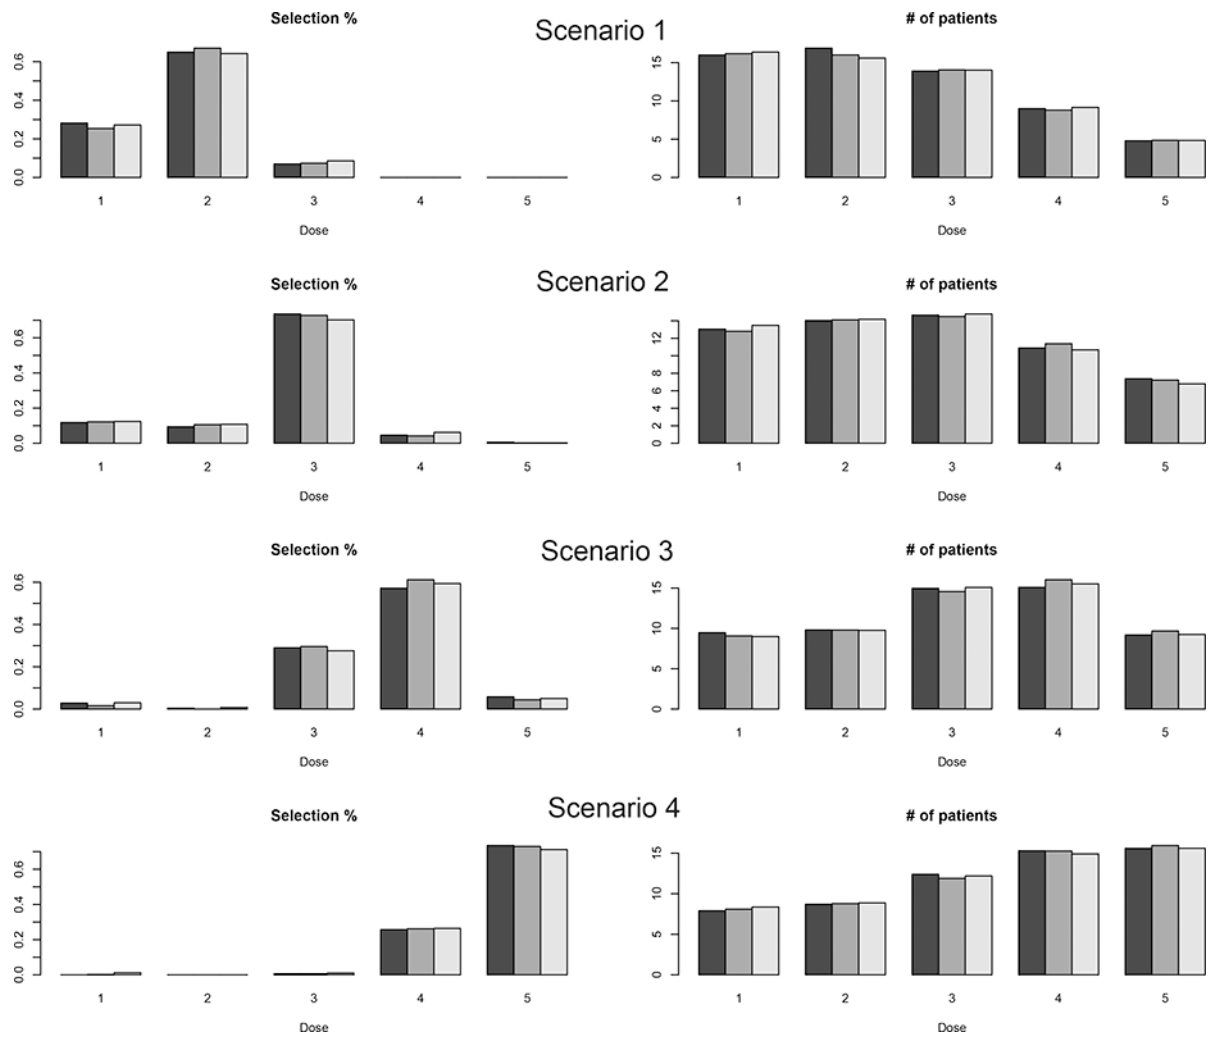 Selection %
Scenario 1
# of patients
0.0 0.2 0.4 0.6
0 5 10 15
1 2 3 4 5
1 2 3 4 5
Dose
Dose
Selection %
Scenario 2
# of patients
0.0 0.2 0.4 0.6
0 2 4 6 8 12
1 2 3 4 5
1 2 3 4 5
Dose
Dose
Selection %
Scenario 3
# of patients
0.0 0.2 0.4 0.6
0 5 10 15
1 2 3 4 5
1 2 3 4 5
Dose
Dose
Selection %
Scenario 4
# of patients
0.0 0.2 0.4 0.6
0 5 10 15
1 2 3 4 5
1 2 3 4 5
Dose
Dose